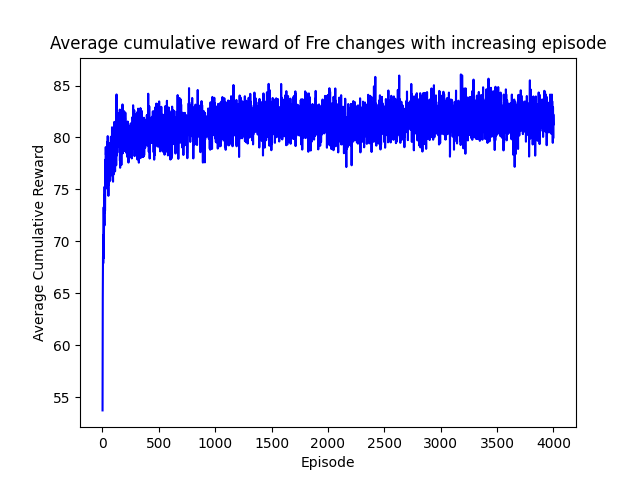 Average cumulative reward of Fre changes with increasing episode
Average Cumulative Reward
85
80
75
70
65
60
55
0 500 1000 1500 2000 2500 3000 3500 4000
Episode